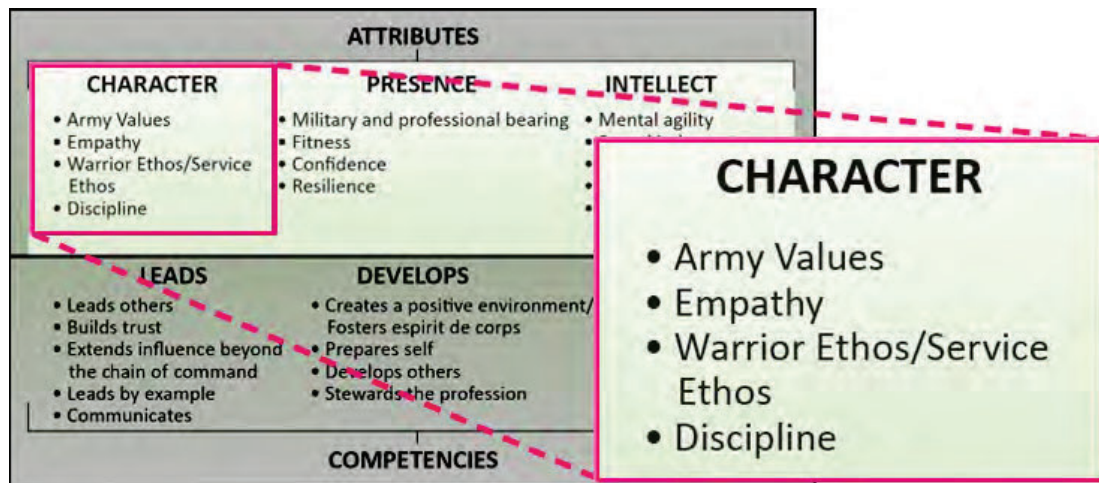 ATTRIBUTES
CHARACTER
• Army Values
• Empathy
• Warrior Ethos/Service
Ethos
• Discipline
PRESENCE
• Military and professional bearing
• Fitness
• Confidence
• Resilience
INTELLECT
• Mental agility
LEADS
• Leads others
• Builds trust
• Extends influence beyond
the chain of command
• Leads by example
• Communicates
DEVELOPS
• Creates a positive environment/
Fosters espirit de corps
• Prepares self
• Develops others
• Stewards the profession
COMPETENCIES
CHARACTER
• Army Values
• Empathy
• Warrior Ethos/Service
Ethos
• Discipline